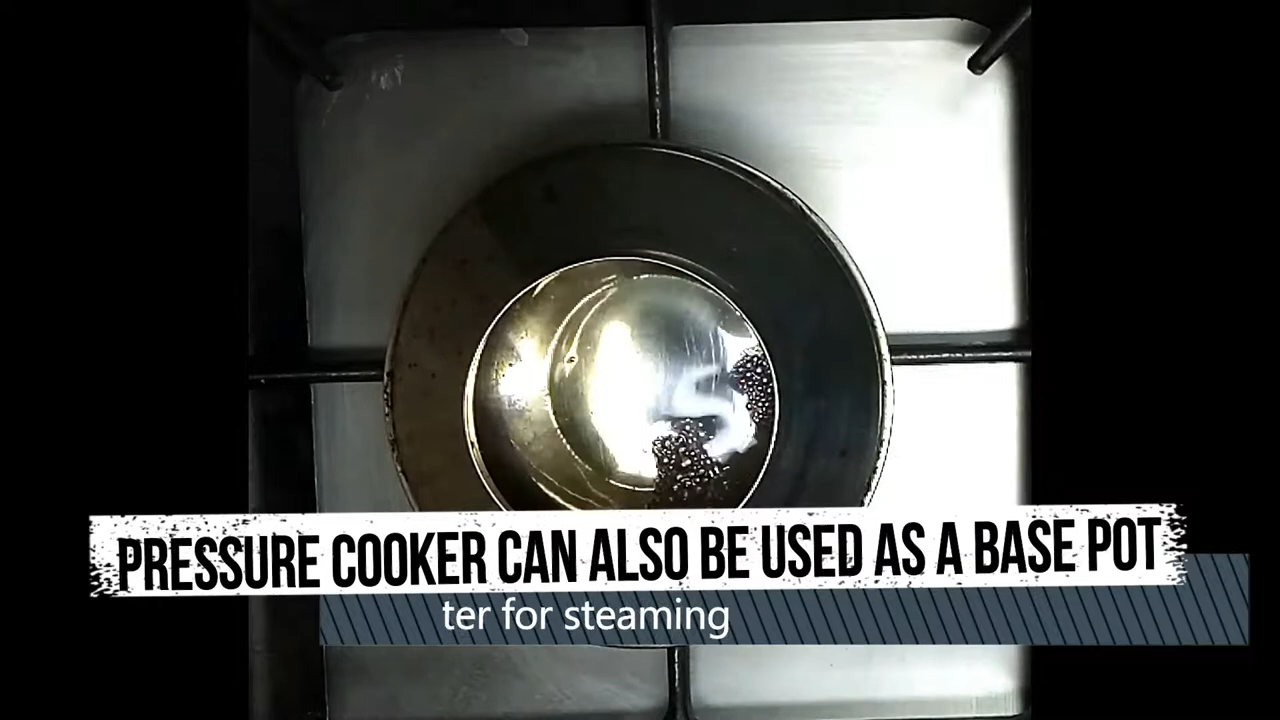 PRESSURE COOKER CAN ALSO BE USED AS A BASE POT
ter for steaming